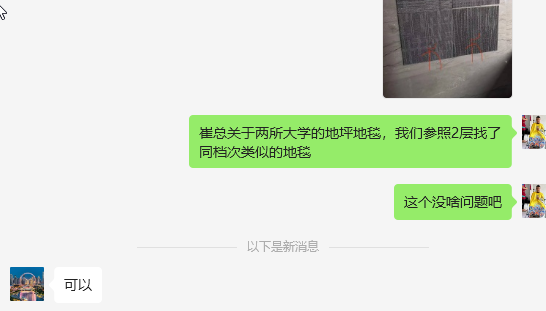 崔总关于两所大学的地坪地毯，我们参照2层找了
同档次类似的地毯
这个没啥问题吧
以下是新消息
可以